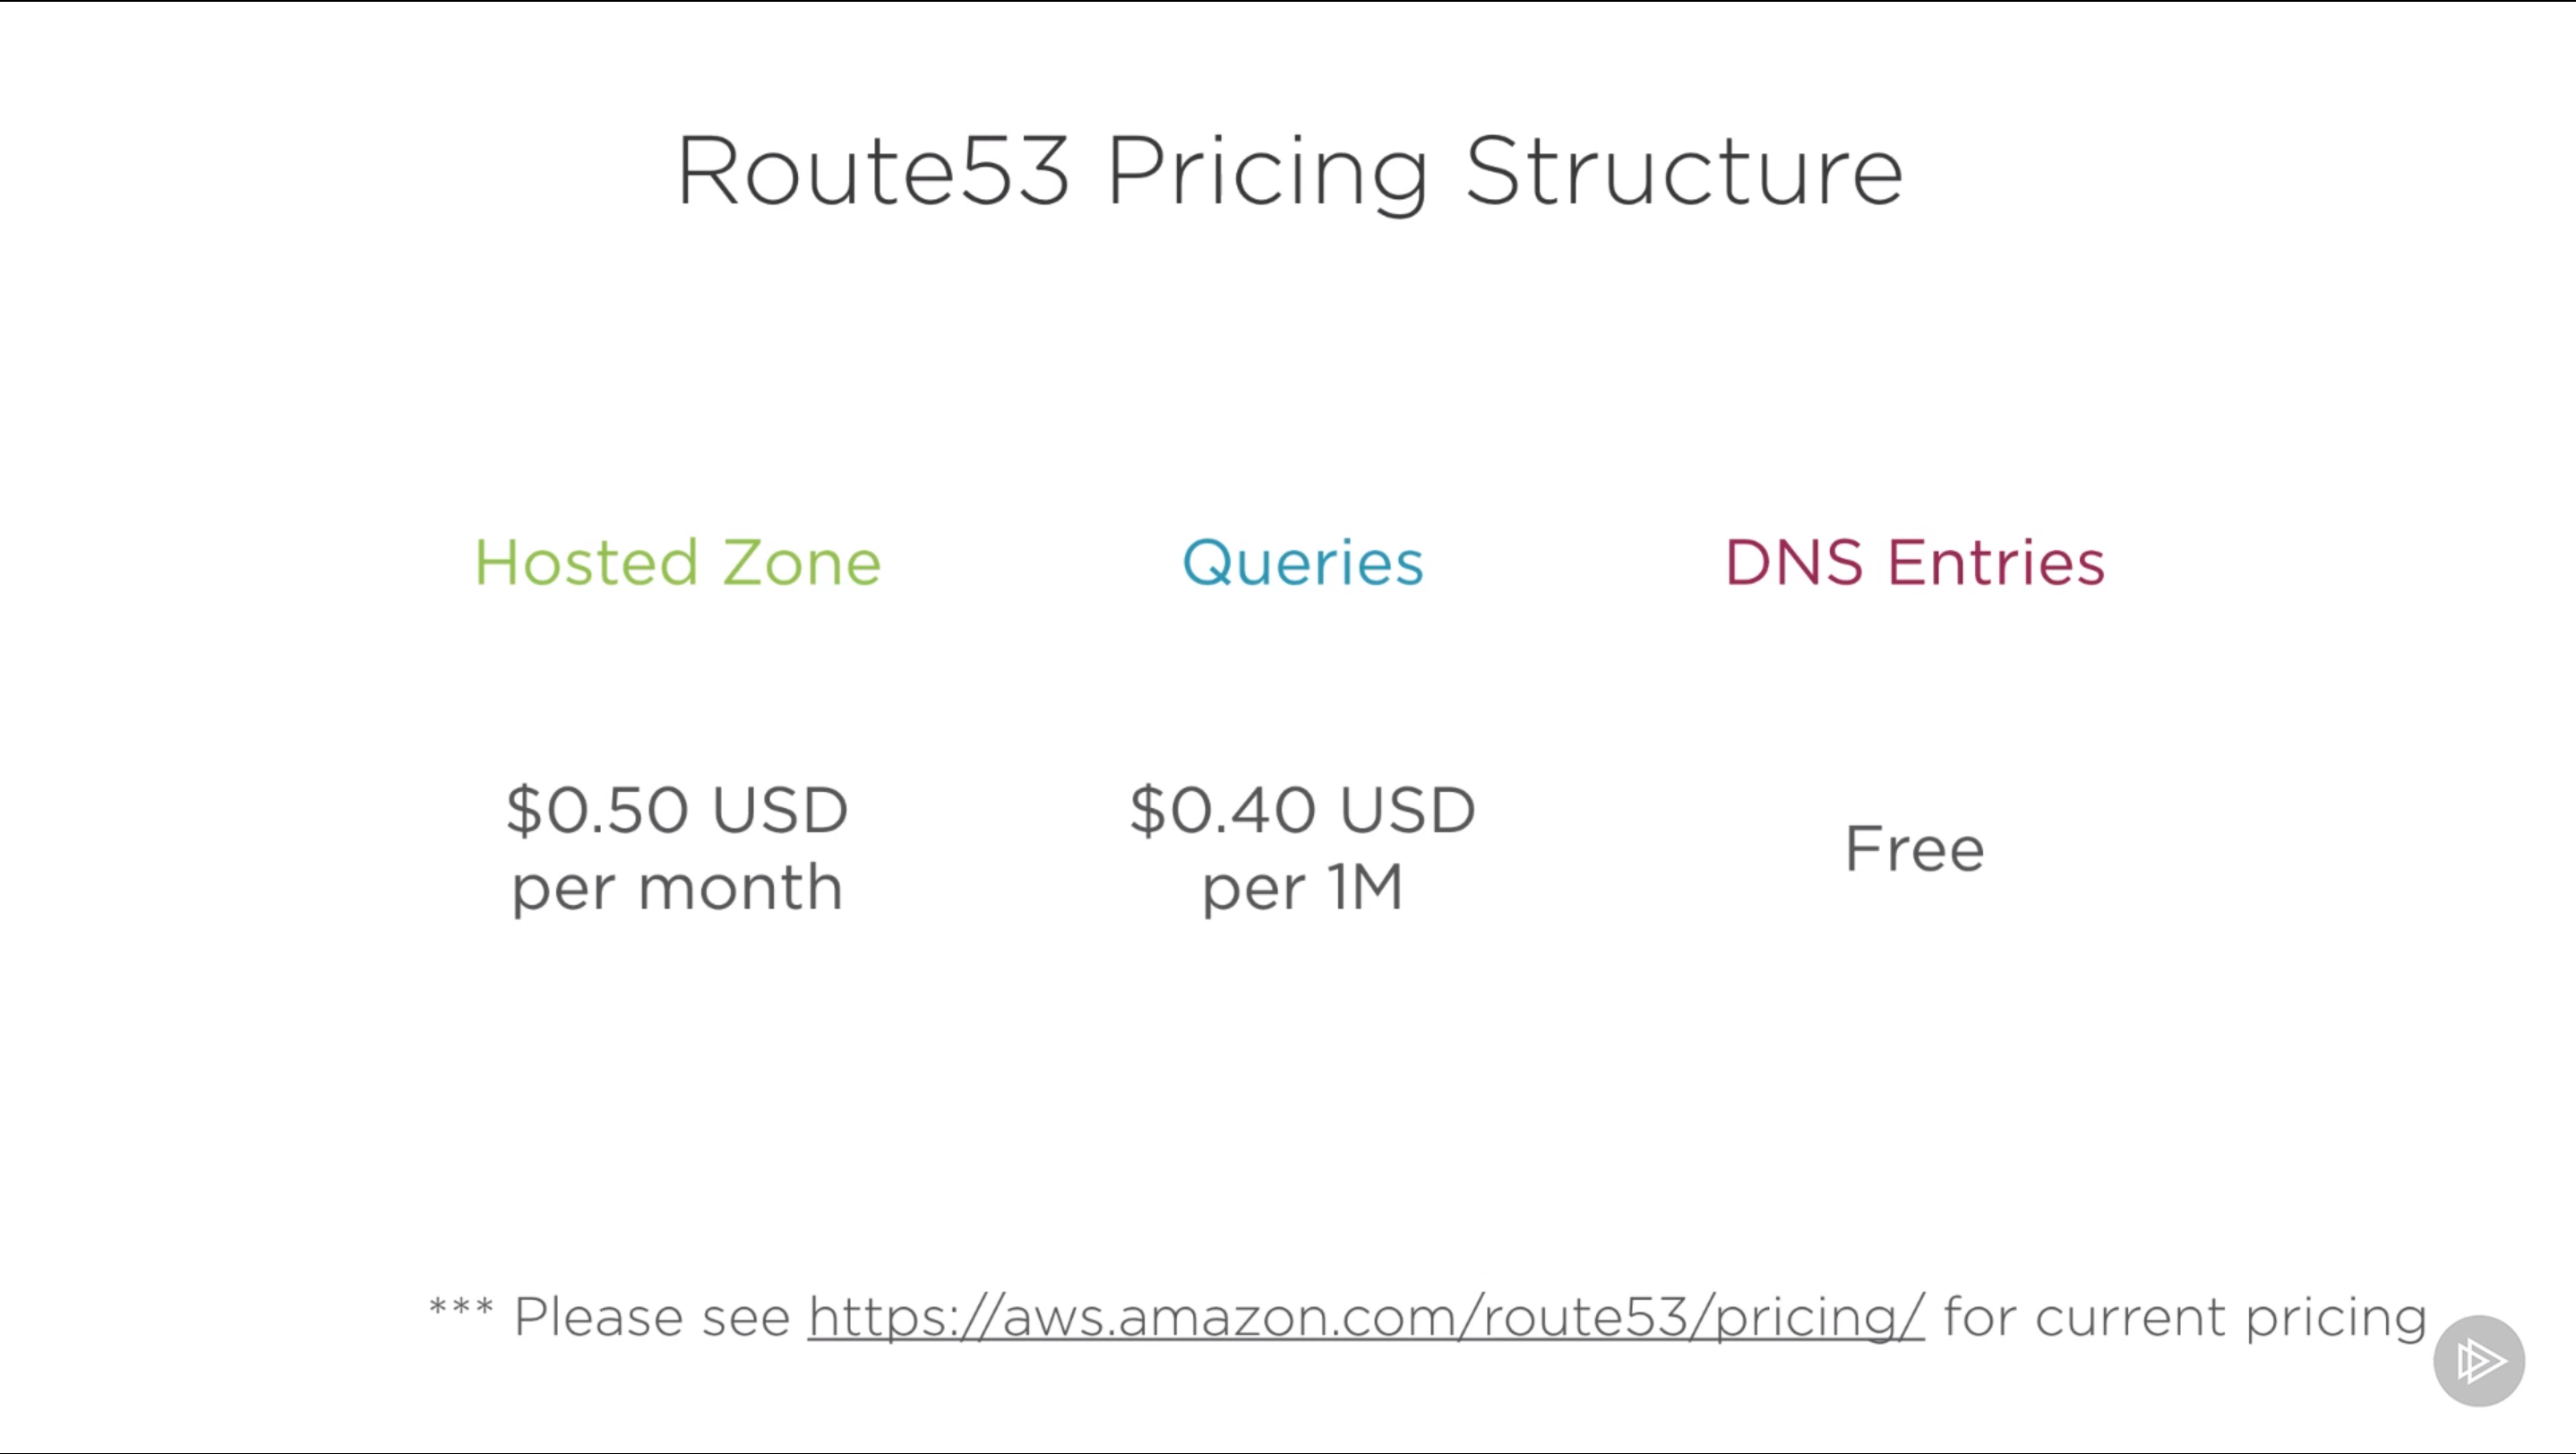 Route53 Pricing Structure
Hosted Zone
Queries
DNS Entries
$0.50 USD
per month
$0.40 USD
per 1M
Free
*** Please see https://aws.amazon.com/route53/pricing/ for current pricing